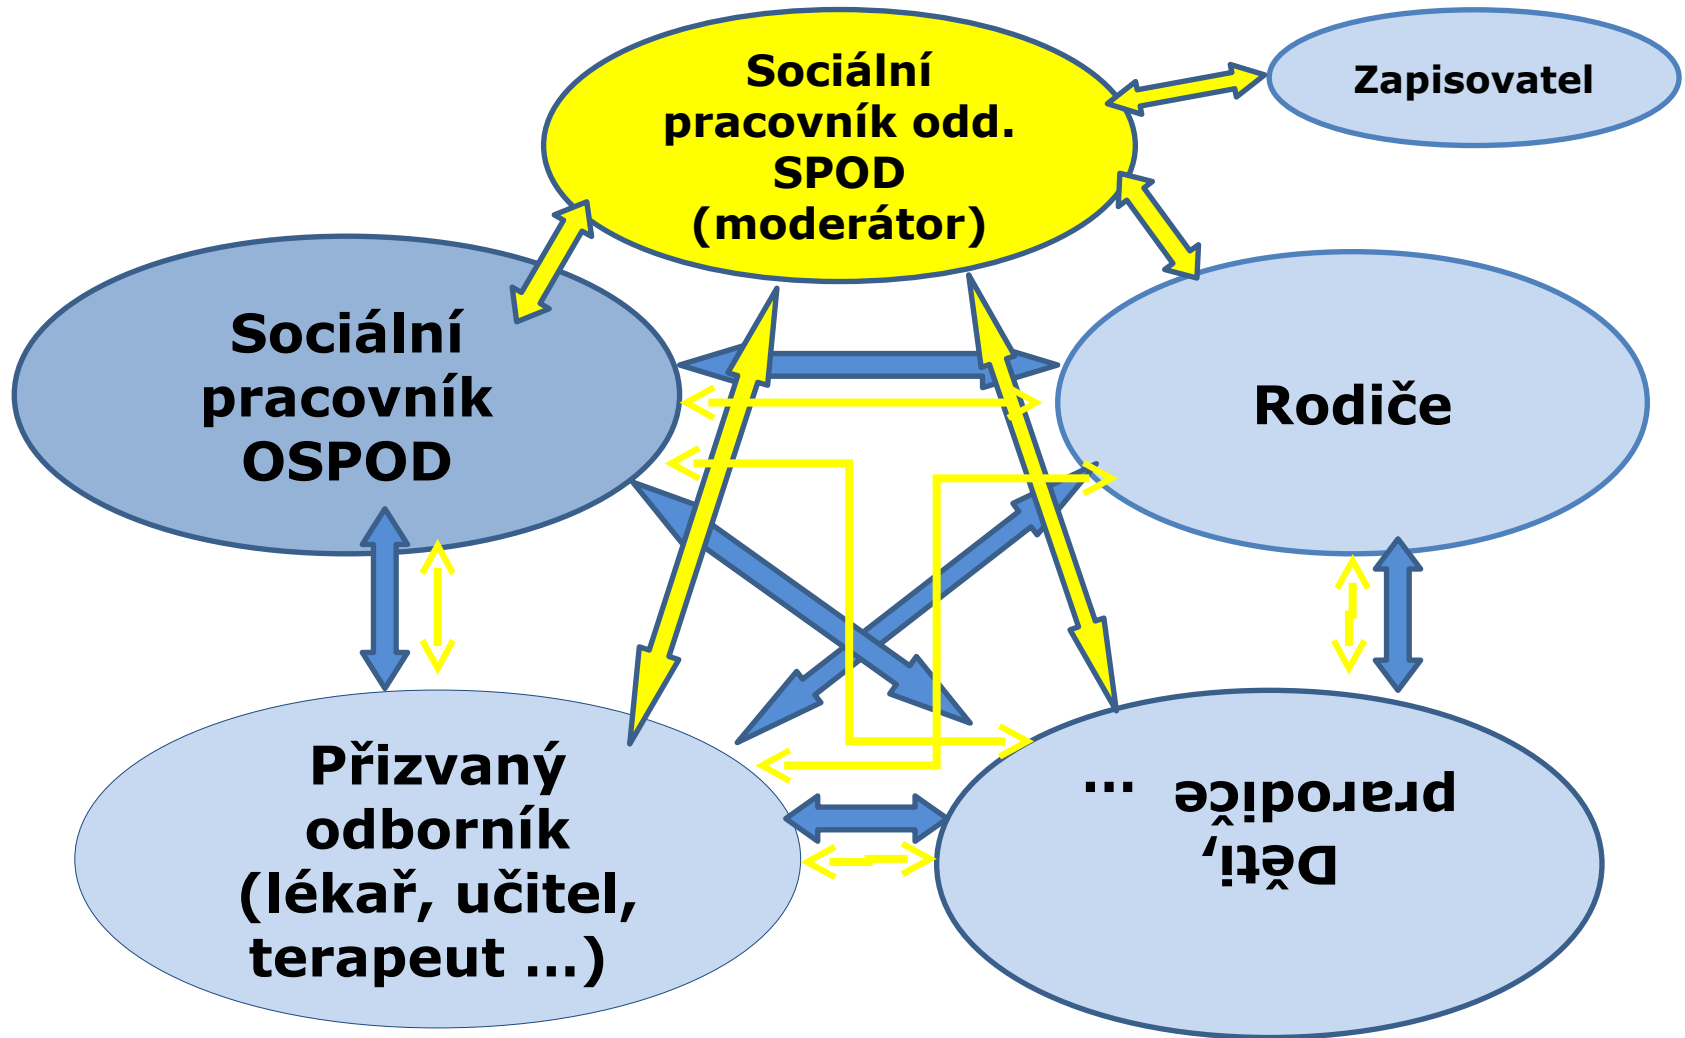 Sociální
pracovník odd.
SPOD
(moderátor)
Zapisovatel
Sociální
pracovník
OSPOD
Rodiče
Přizvaný
odborník
(lékař, učitel,
terapeut …)
Děti,
prarodiče …